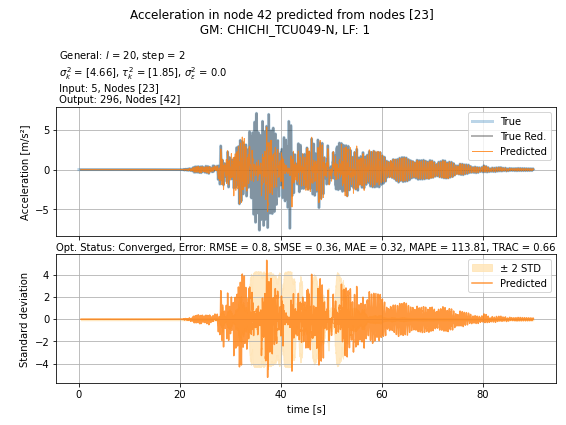 Acceleration in node 42 predicted from nodes [23]
GM: CHICHI_TCU049-N, LF: 1
General: l = 20, step = 2
σ²ₖ = [4.66], τ²ₖ = [1.85], σ²ε = 0.0
Input: 5, Nodes [23]
Output: 296, Nodes [42]
Acceleration [m/s²]
5
0
−5
True
True Red.
Predicted
Opt. Status: Converged, Error: RMSE = 0.8, SMSE = 0.36, MAE = 0.32, MAPE = 113.81, TRAC = 0.66
Standard deviation
4
2
0
−2
−4
± 2 STD
Predicted
0 20 40 60 80
time [s]